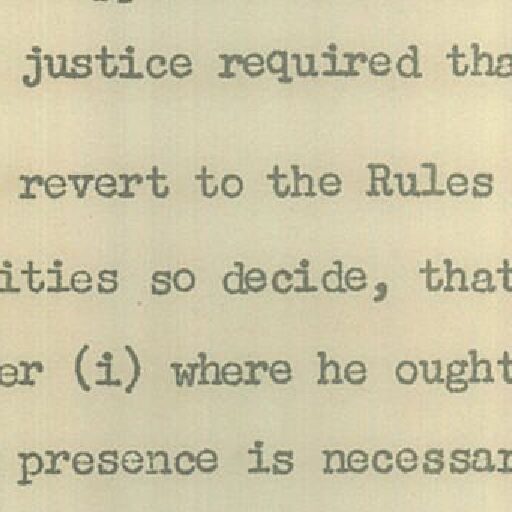 justice required tha
revert to the Rules
ities so decide, that
er (i) where he ought
presence is necessar